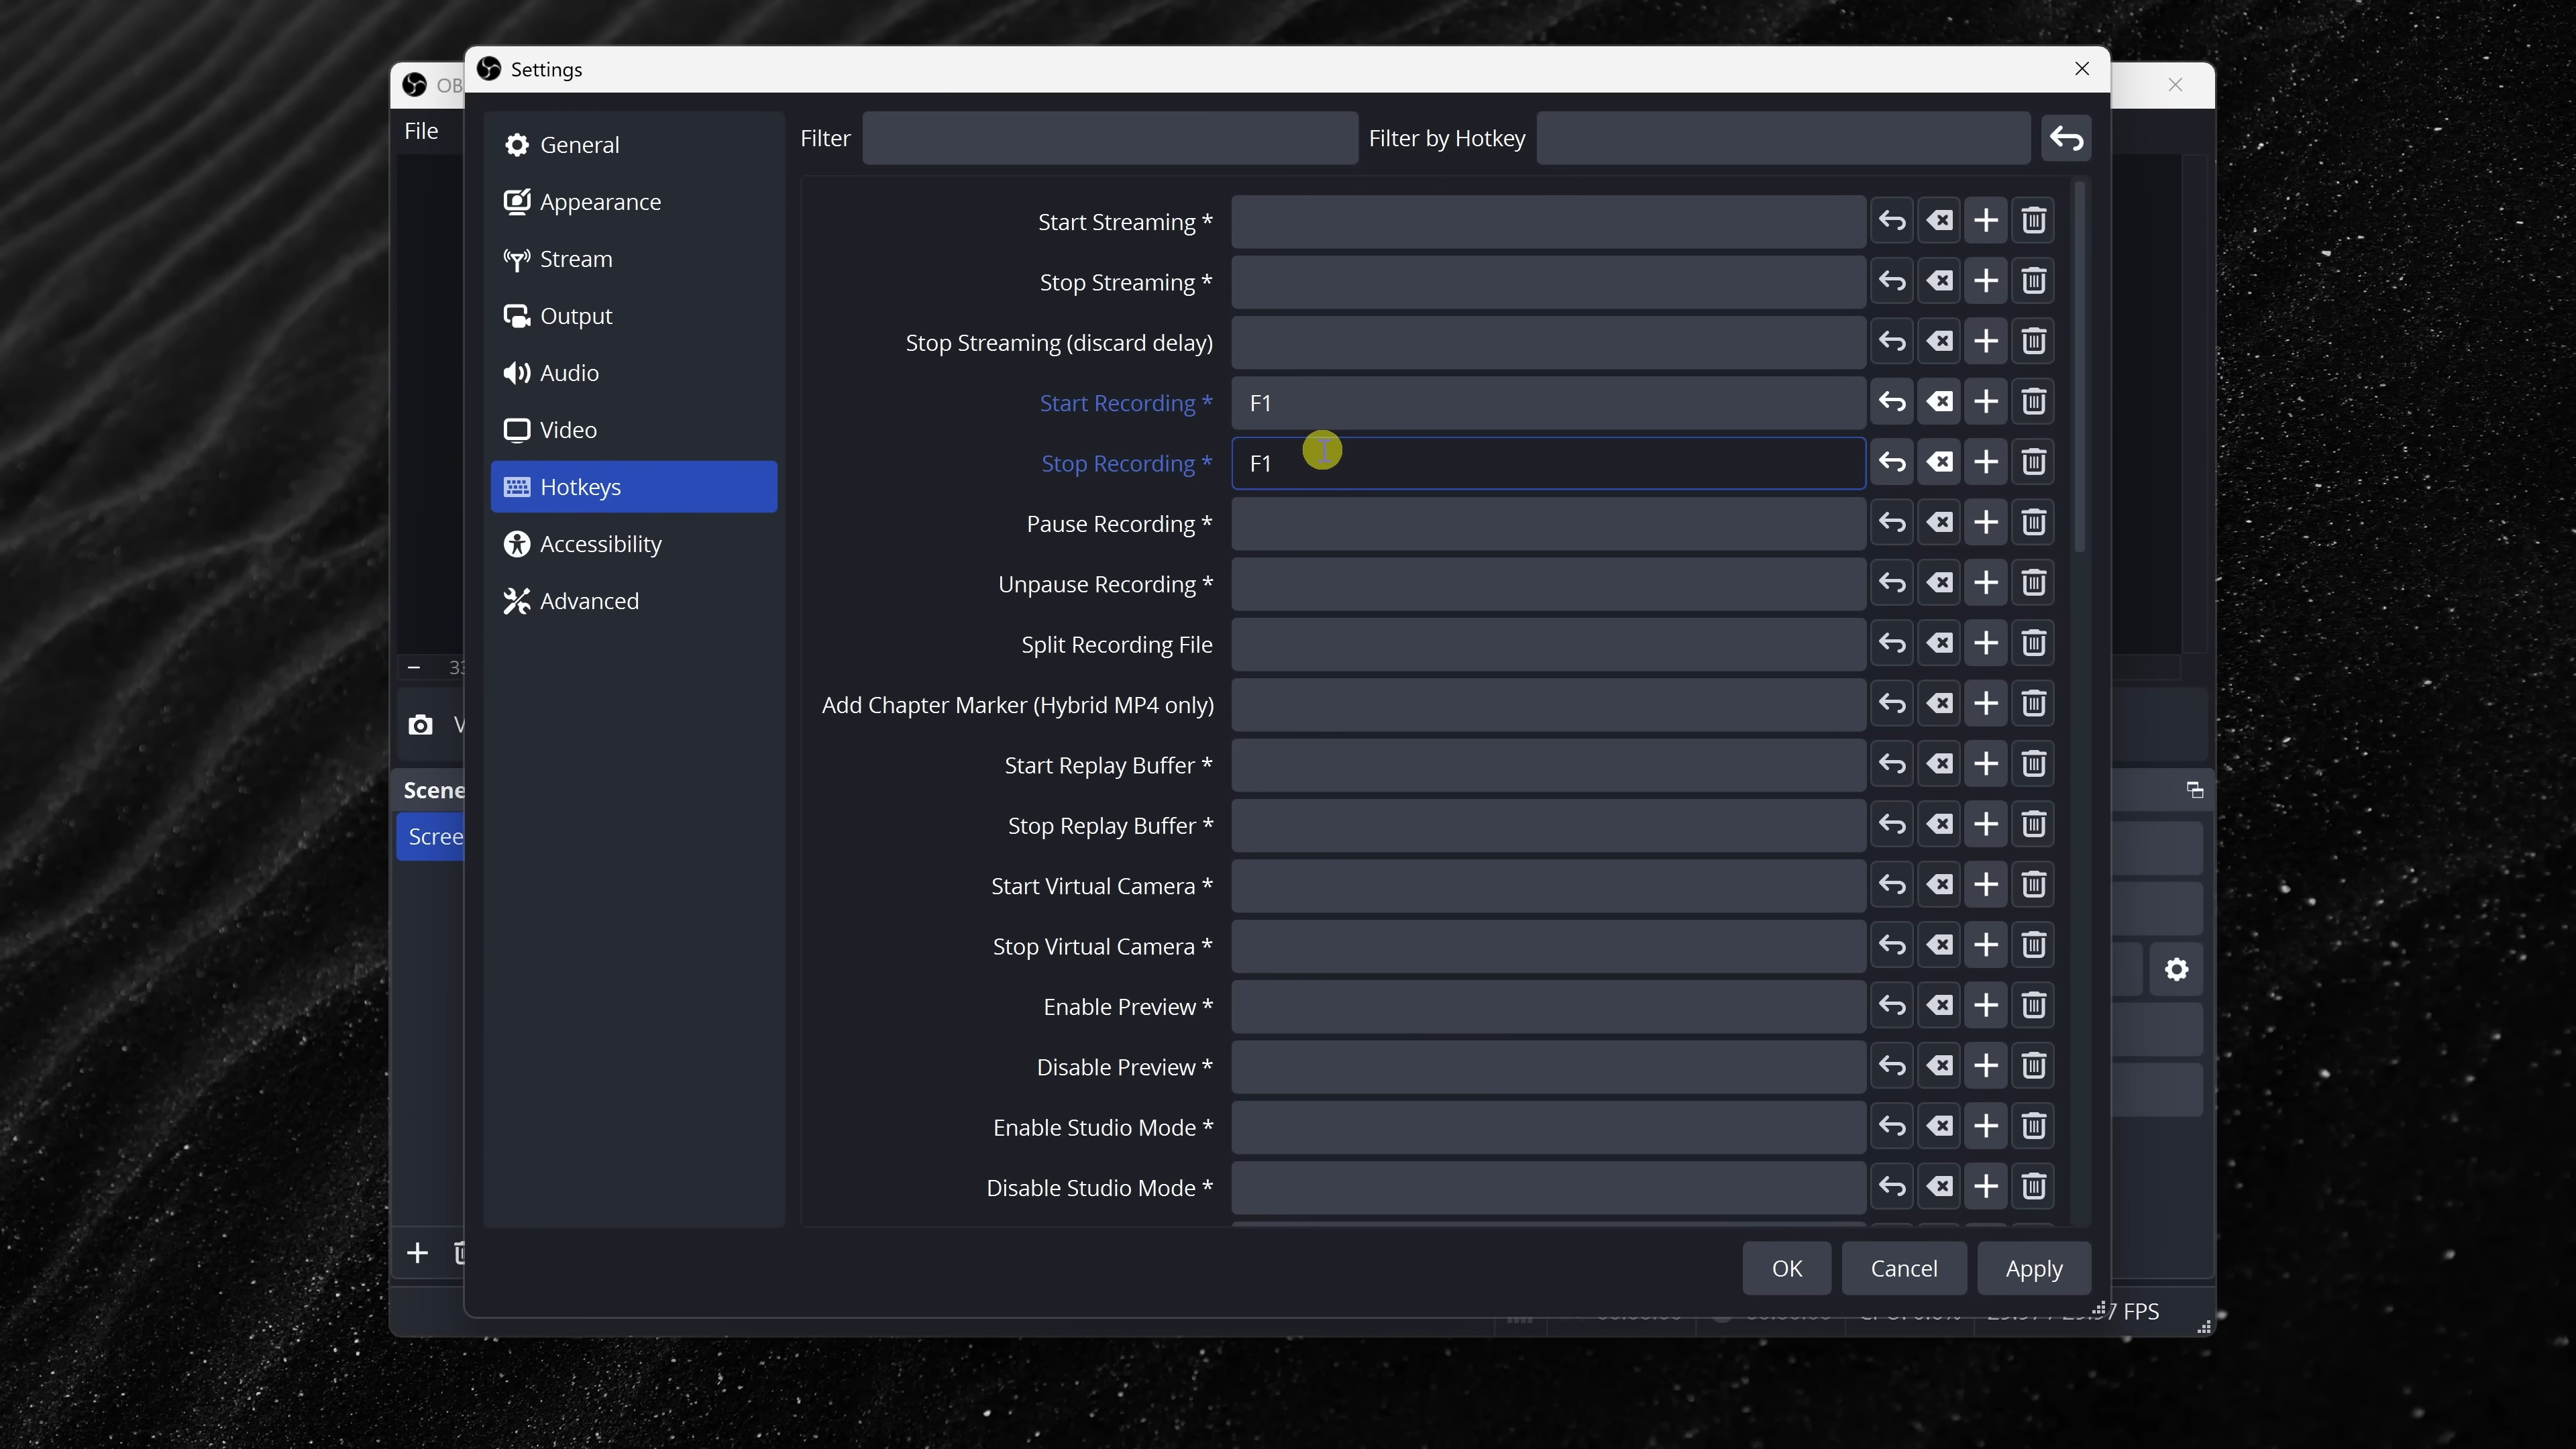 Settings
OB
File
General
Appearance
Stream
Output
Audio
Video
Hotkeys
Accessibility
Advanced
Filter
Filter by Hotkey
Start Streaming *
Stop Streaming *
Stop Streaming (discard delay)
Start Recording * F1
Stop Recording * F1
Pause Recording *
Unpause Recording *
Split Recording File
Add Chapter Marker (Hybrid MP4 only)
Start Replay Buffer *
Stop Replay Buffer *
Start Virtual Camera *
Stop Virtual Camera *
Enable Preview *
Disable Preview *
Enable Studio Mode *
Disable Studio Mode *
33
V
Scene
Scree
OK Cancel Apply
7 FPS